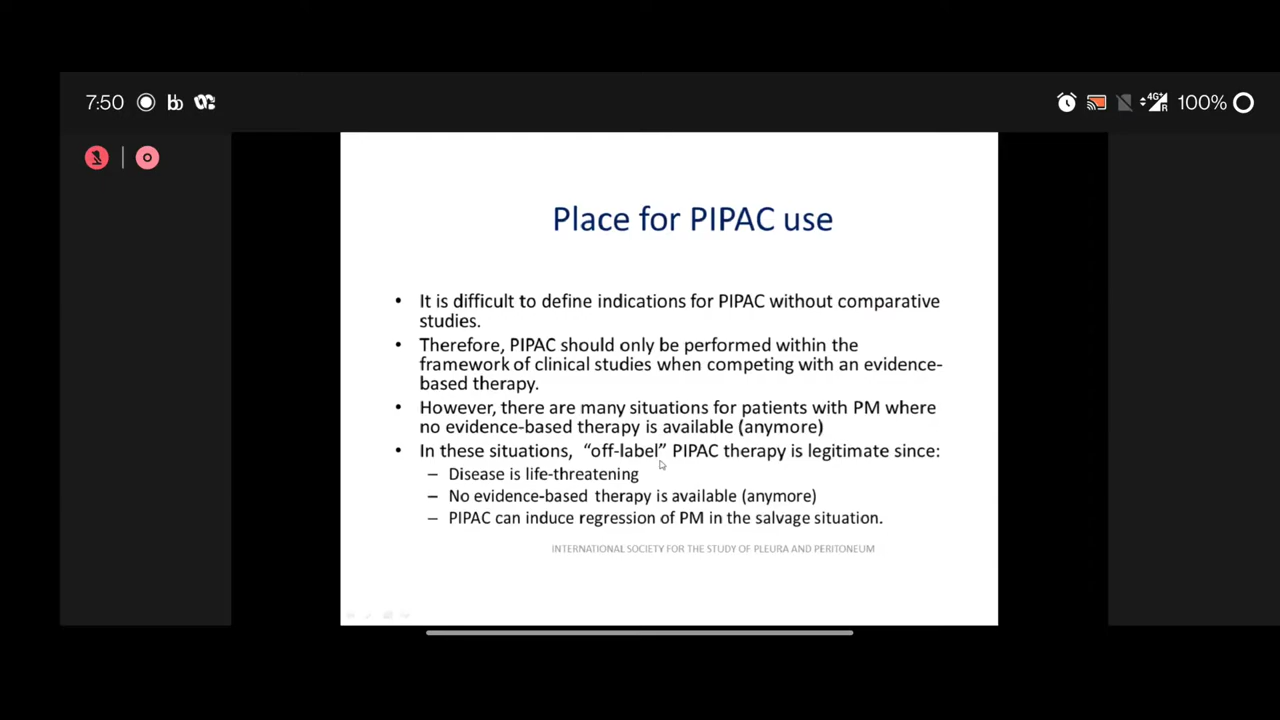 7:50
4G+
R
100%
Place for PIPAC use
• It is difficult to define indications for PIPAC without comparative
studies.
• Therefore, PIPAC should only be performed within the
framework of clinical studies when competing with an evidence-
based therapy.
• However, there are many situations for patients with PM where
no evidence-based therapy is available (anymore)
• In these situations, “off-label” PIPAC therapy is legitimate since:
– Disease is life-threatening
– No evidence-based therapy is available (anymore)
– PIPAC can induce regression of PM in the salvage situation.
INTERNATIONAL SOCIETY FOR THE STUDY OF PLEURA AND PERITONEUM